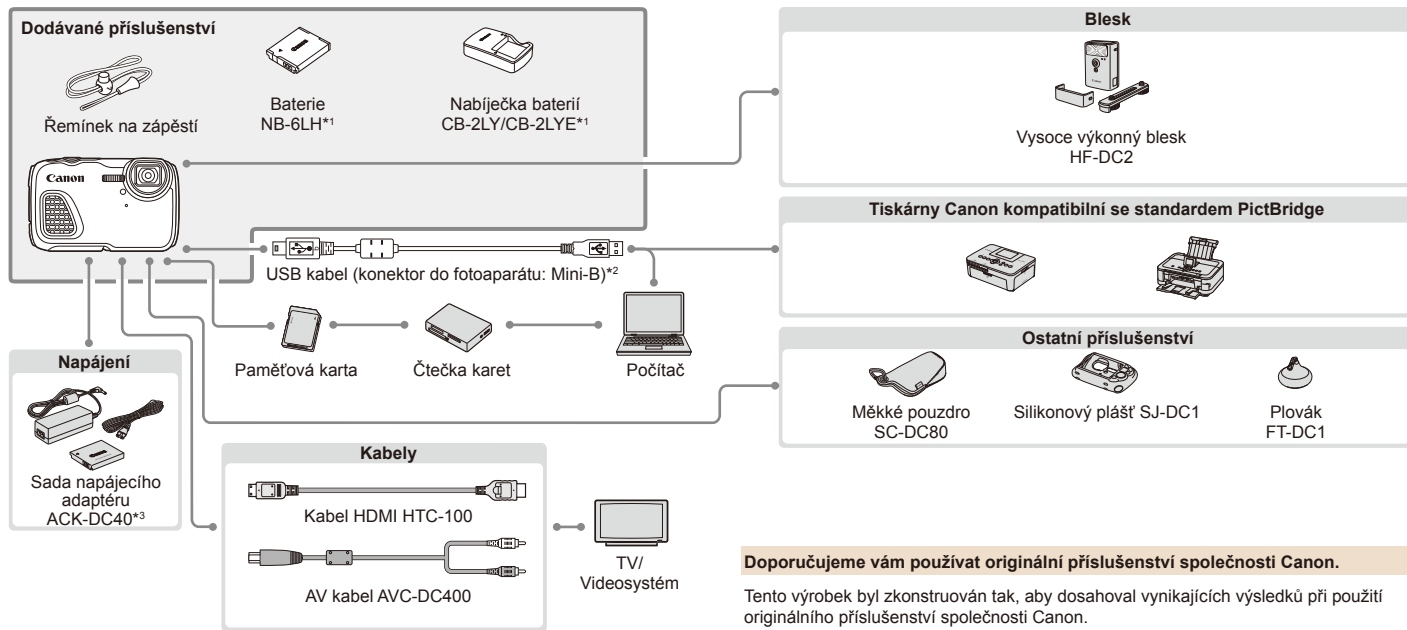 Dodávané příslušenství
Řemínek na zápěstí
Baterie
NB-6LH*1
Nabíječka baterií
CB-2LY/CB-2LYE*1
Canon
USB kabel (konektor do fotoaparátu: Mini-B)*2
Paměťová karta
Čtečka karet
Počítač
Napájení
Sada napájecího
adaptéru
ACK-DC40*3
Kabely
Kabel HDMI HTC-100
AV kabel AVC-DC400
TV/
Videosystém
Blesk
Vysoce výkonný blesk
HF-DC2
Tiskárny Canon kompatibilní se standardem PictBridge
Ostatní příslušenství
Měkké pouzdro
SC-DC80
Silikonový plášť SJ-DC1
Plovák
FT-DC1
Doporučujeme vám používat originální příslušenství společnosti Canon.
Tento výrobek byl zkonstruován tak, aby dosahoval vynikajících výsledků při použití
originálního příslušenství společnosti Canon.